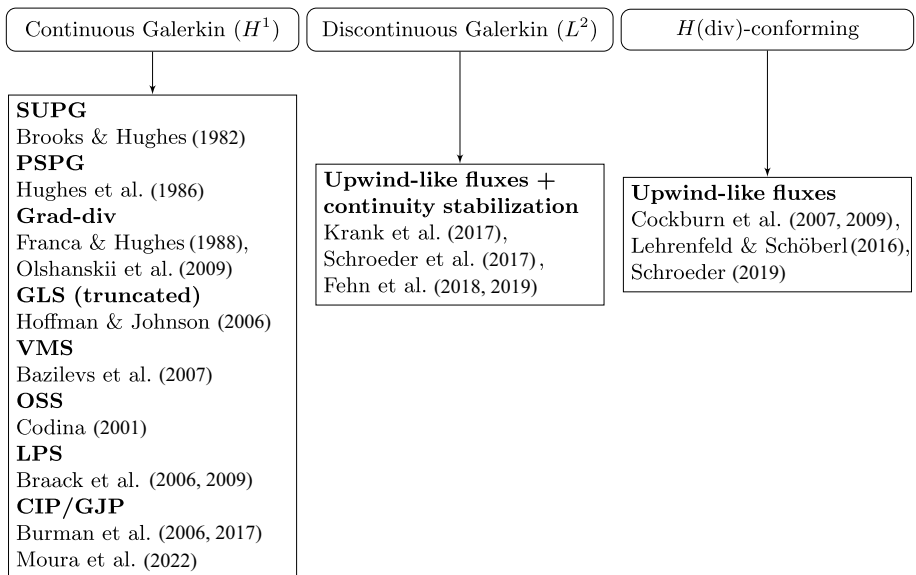 Continuous Galerkin (H¹)
SUPG
Brooks & Hughes (1982)
PSPG
Hughes et al. (1986)
Grad-div
Franca & Hughes (1988),
Olshanskii et al. (2009)
GLS (truncated)
Hoffman & Johnson (2006)
VMS
Bazilevs et al. (2007)
OSS
Codina (2001)
LPS
Braack et al. (2006, 2009)
CIP/GJP
Burman et al. (2006, 2017)
Moura et al. (2022)
Discontinuous Galerkin (L²)
Upwind-like fluxes +
continuity stabilization
Krank et al. (2017),
Schroeder et al. (2017),
Fehn et al. (2018, 2019)
H(div)-conforming
Upwind-like fluxes
Cockburn et al. (2007, 2009),
Lehrenfeld & Schöberl (2016),
Schroeder (2019)